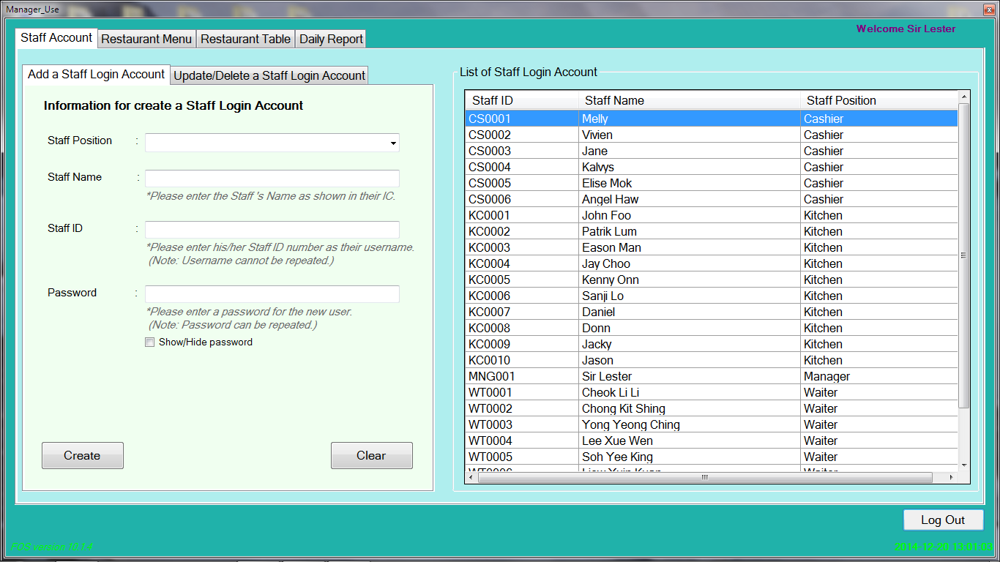 Manager_Use
Welcome Sir Lester
Staff Account Restaurant Menu Restaurant Table Daily Report
Add a Staff Login Account Update/Delete a Staff Login Account
Information for create a Staff Login Account
Staff Position :
Staff Name :
*Please enter the Staff 's Name as shown in their IC.
Staff ID :
*Please enter his/her Staff ID number as their username.
(Note: Username cannot be repeated.)
Password :
*Please enter a password for the new user.
(Note: Password can be repeated.)
Show/Hide password
Create Clear
List of Staff Login Account
Staff ID Staff Name Staff Position
CS0001 Melly Cashier
CS0002 Vivien Cashier
CS0003 Jane Cashier
CS0004 Kalvys Cashier
CS0005 Elise Mok Cashier
CS0006 Angel Haw Cashier
KC0001 John Foo Kitchen
KC0002 Patrik Lum Kitchen
KC0003 Eason Man Kitchen
KC0004 Jay Choo Kitchen
KC0005 Kenny Onn Kitchen
KC0006 Sanji Lo Kitchen
KC0007 Daniel Kitchen
KC0008 Donn Kitchen
KC0009 Jacky Kitchen
KC0010 Jason Kitchen
MNG001 Sir Lester Manager
WT0001 Cheok Li Li Waiter
WT0002 Chong Kit Shing Waiter
WT0003 Yong Yeong Ching Waiter
WT0004 Lee Xue Wen Waiter
WT0005 Soh Yee King Waiter
WT0006 Waiter
Log Out
FOS version 10.1.4
2014-12-20 13:01:03